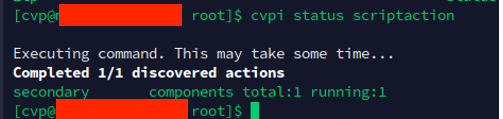 [cvp@ root]$ cvpi status scriptaction
Executing command. This may take some time...
Completed 1/1 discovered actions
secondary components total:1 running:1
[cvp@ root]$